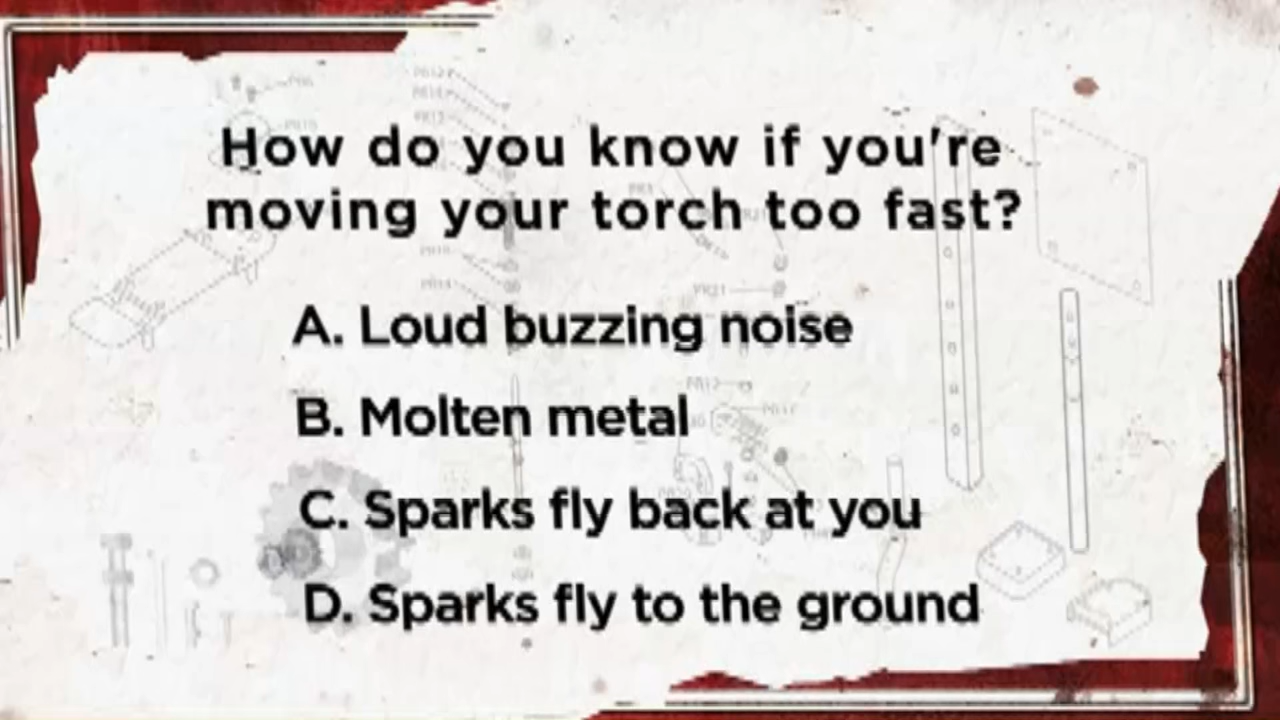 How do you know if you're
moving your torch too fast?
A. Loud buzzing noise
B. Molten metal
C. Sparks fly back at you
D. Sparks fly to the ground